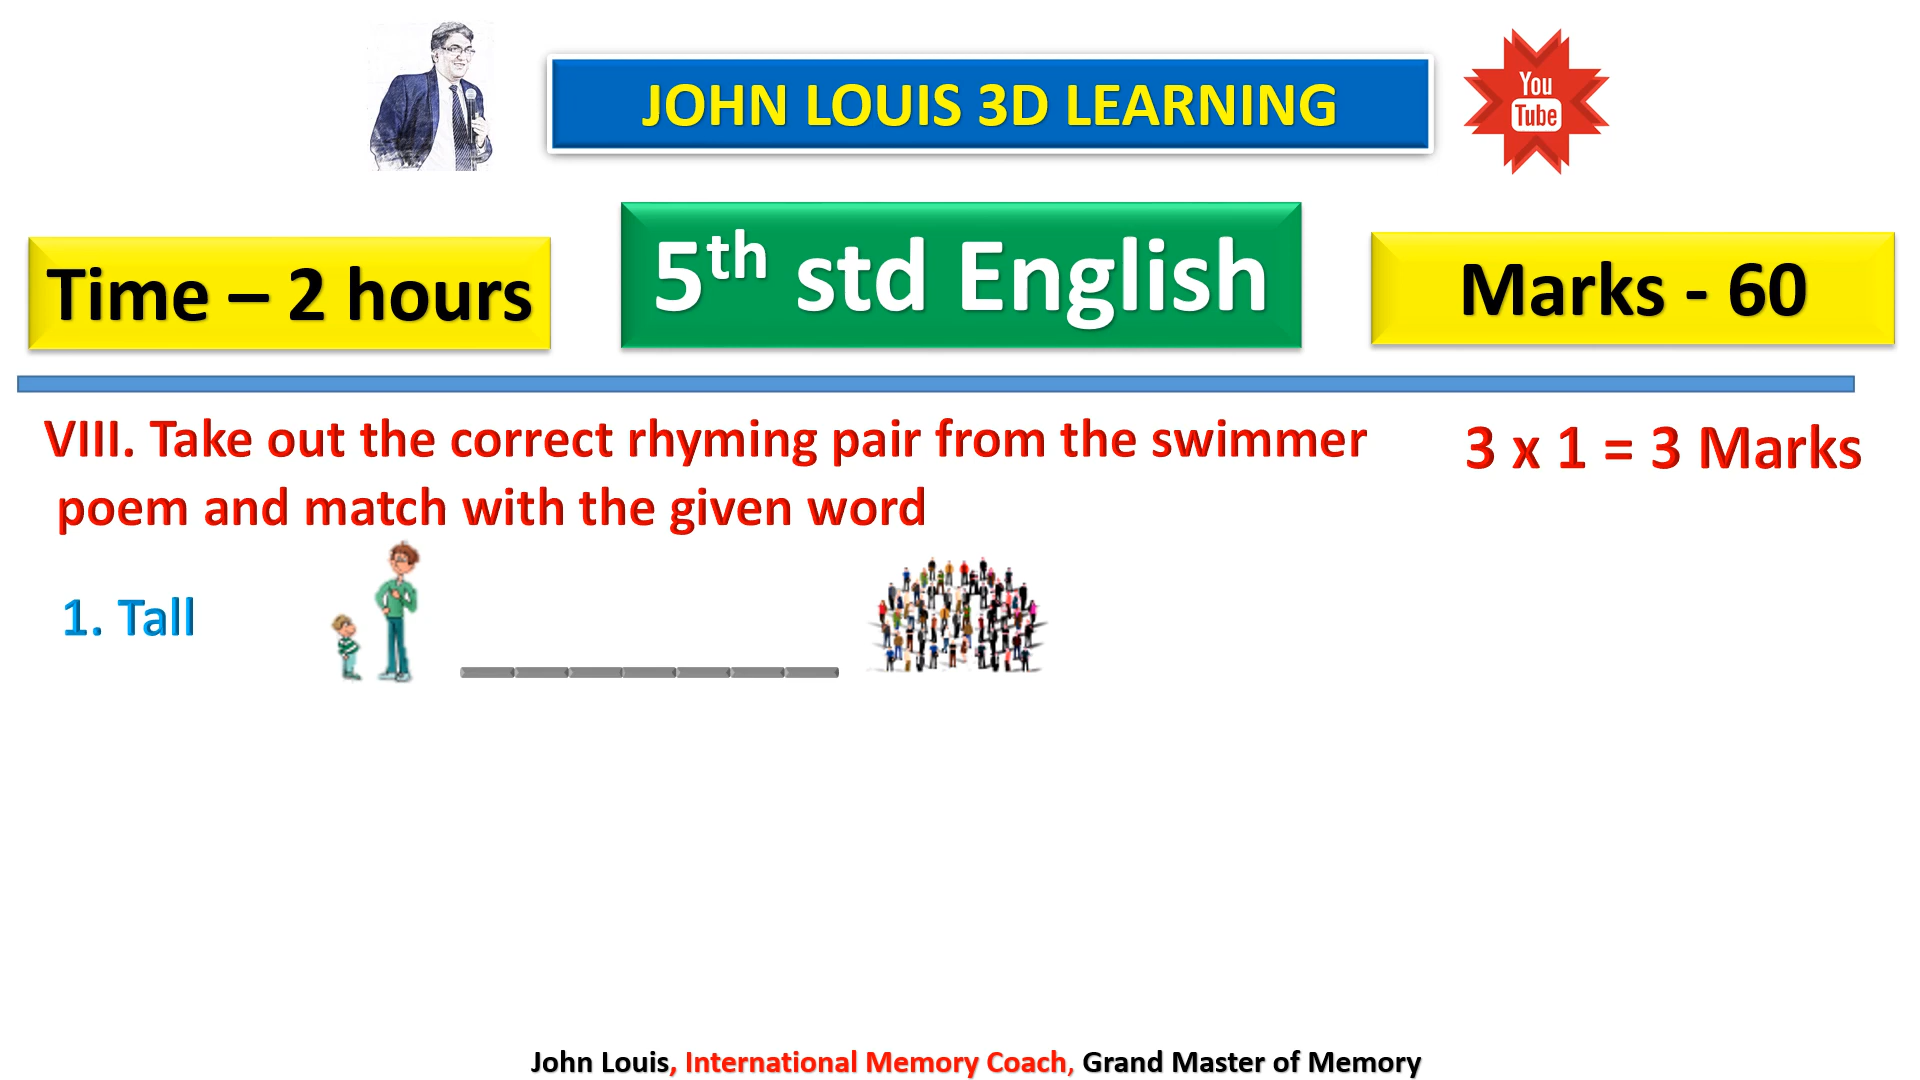 JOHN LOUIS 3D LEARNING
You
Tube
Time – 2 hours
5th std English
Marks - 60
VIII. Take out the correct rhyming pair from the swimmer
poem and match with the given word
3 x 1 = 3 Marks
1. Tall
John Louis, International Memory Coach, Grand Master of Memory